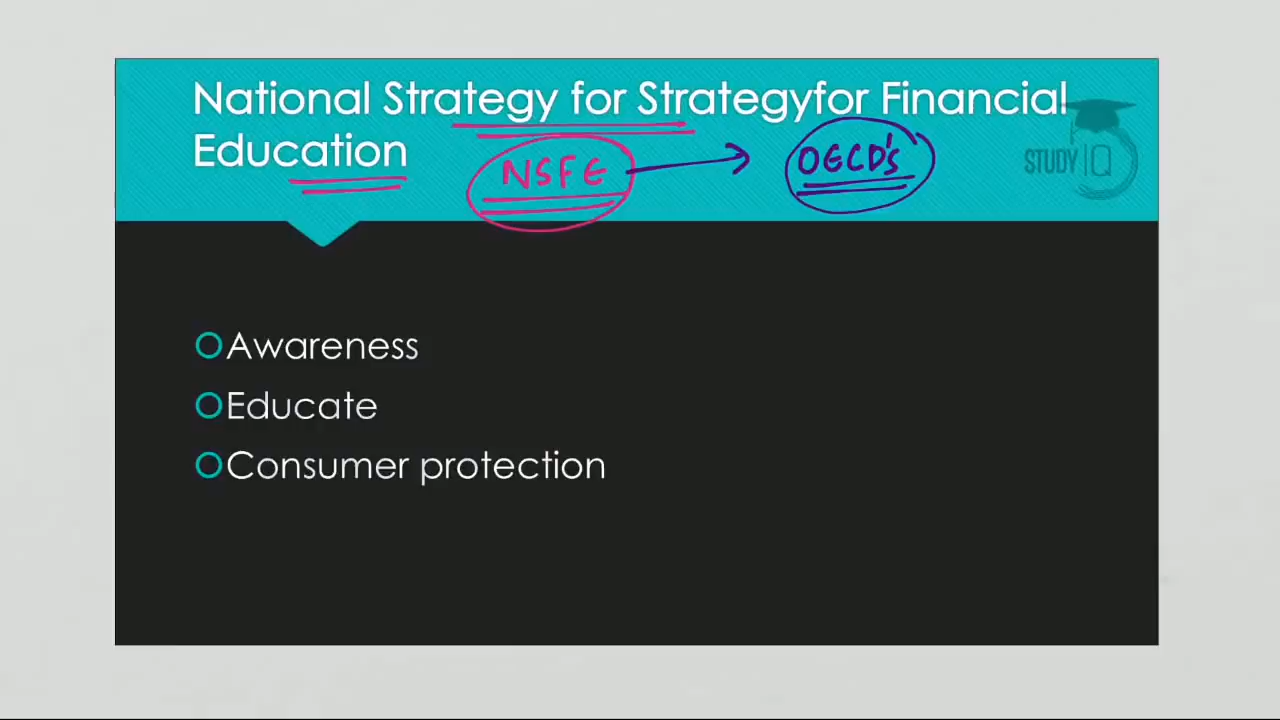 National Strategy for Strategyfor Financial
Education
NSFE
OECD's
STUDY IQ
Awareness
Educate
Consumer protection